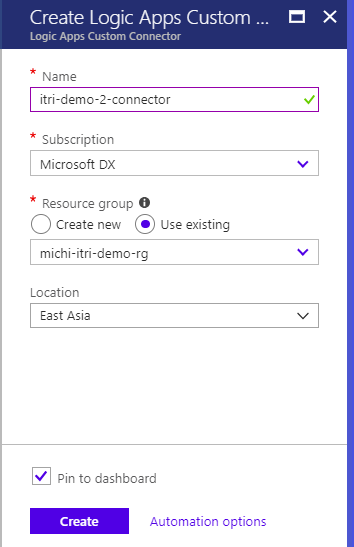 Create Logic Apps Custom ...
Logic Apps Custom Connector
* Name
itri-demo-2-connector
* Subscription
Microsoft DX
* Resource group
Create new Use existing
michi-itri-demo-rg
Location
East Asia
Pin to dashboard
Create Automation options